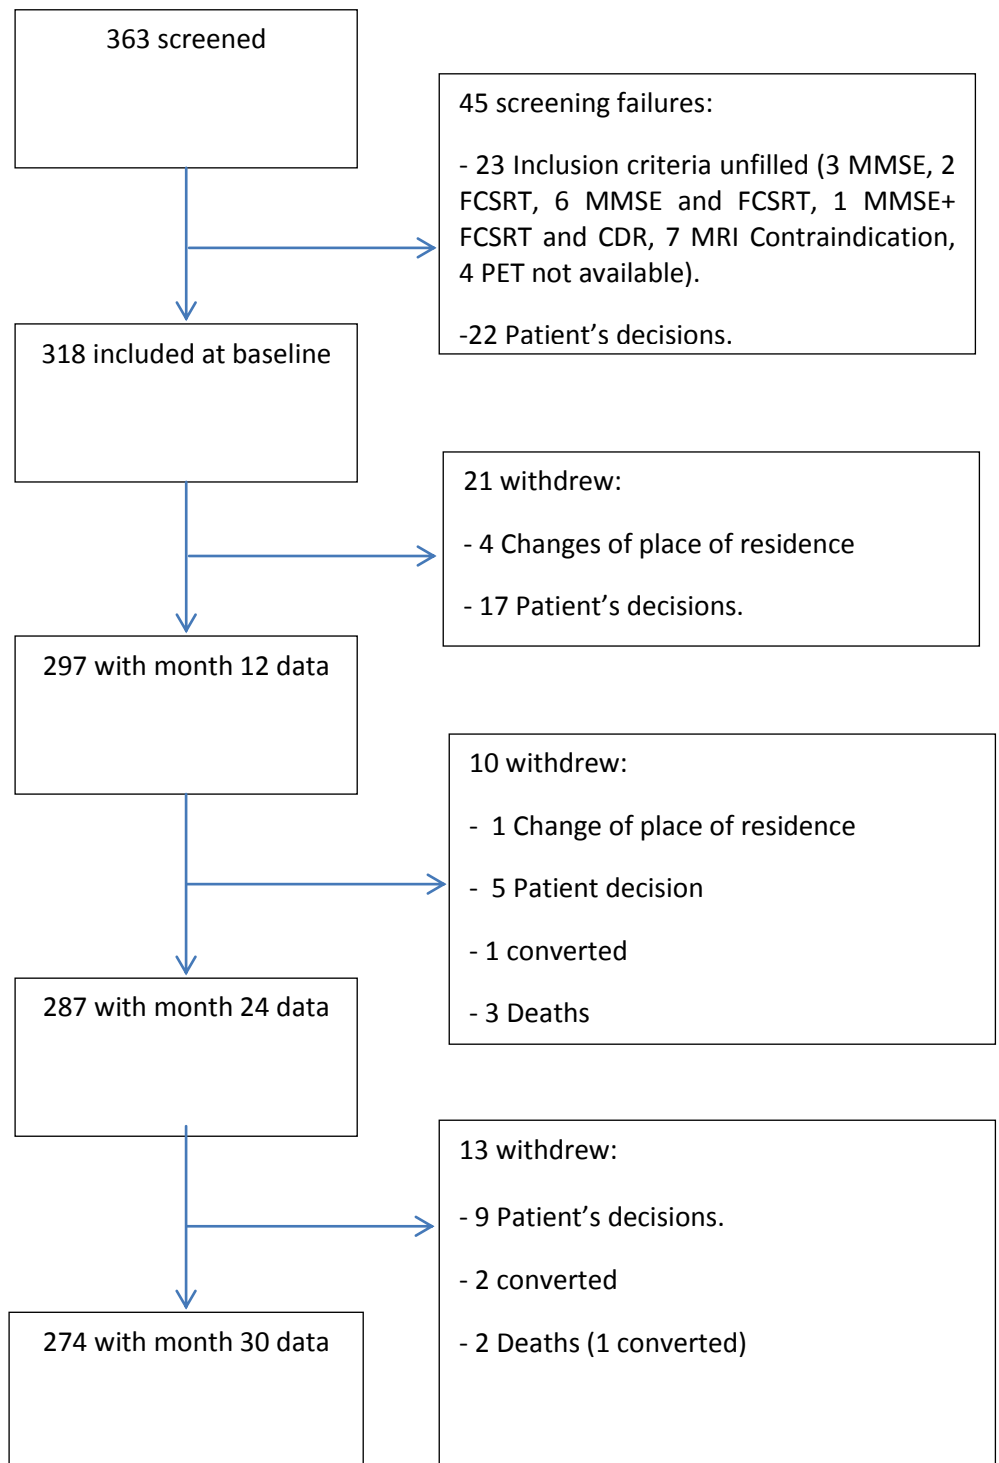 363 screened
45 screening failures:
- 23 Inclusion criteria unfilled (3 MMSE, 2
FCSRT, 6 MMSE and FCSRT, 1 MMSE+
FCSRT and CDR, 7 MRI Contraindication,
4 PET not available).
-22 Patient’s decisions.
318 included at baseline
21 withdrew:
- 4 Changes of place of residence
- 17 Patient’s decisions.
297 with month 12 data
10 withdrew:
- 1 Change of place of residence
- 5 Patient decision
- 1 converted
- 3 Deaths
287 with month 24 data
13 withdrew:
- 9 Patient’s decisions.
- 2 converted
- 2 Deaths (1 converted)
274 with month 30 data